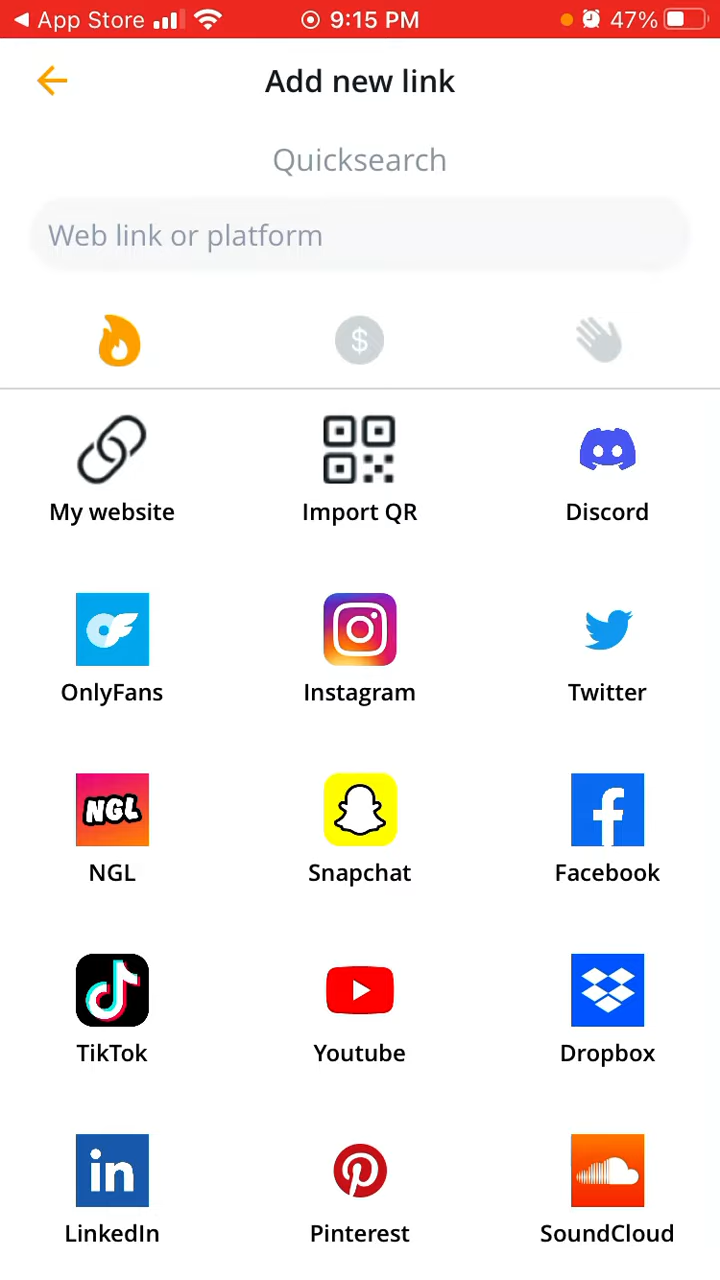 App Store 9:15 PM 47%
Add new link
Quicksearch
Web link or platform
$
My website Import QR Discord
OnlyFans Instagram Twitter
NGL
NGL Snapchat Facebook
TikTok Youtube Dropbox
in
LinkedIn Pinterest SoundCloud